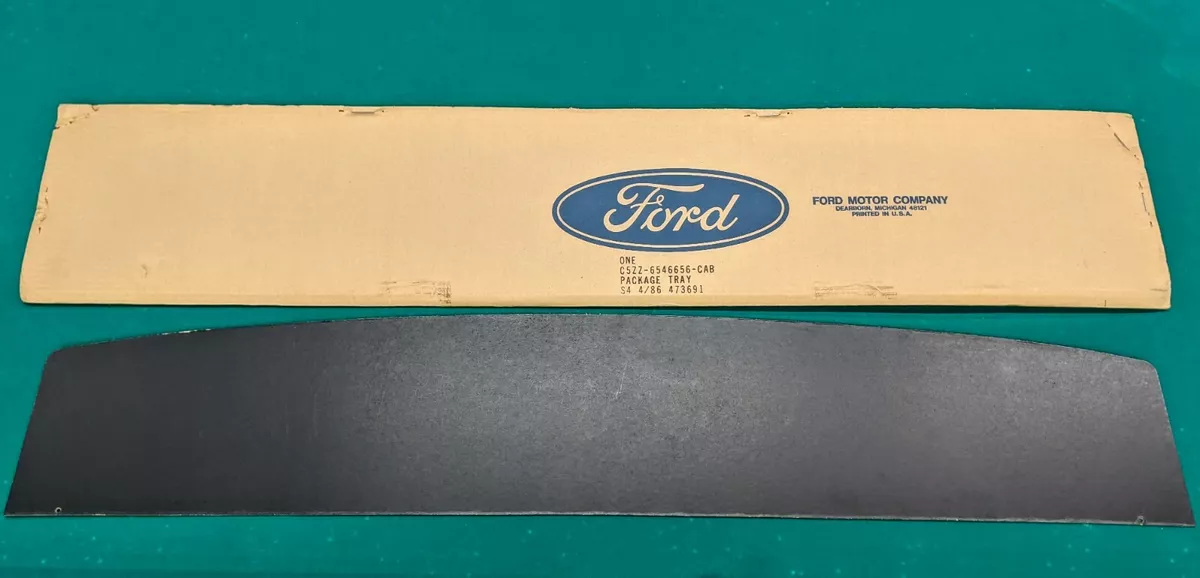 Ford
FORD MOTOR COMPANY
DEARBORN, MICHIGAN 48121
PRINTED IN U.S.A.
ONE
C5ZZ-6546656-CAB
PACKAGE TRAY
S4 4/86 473691